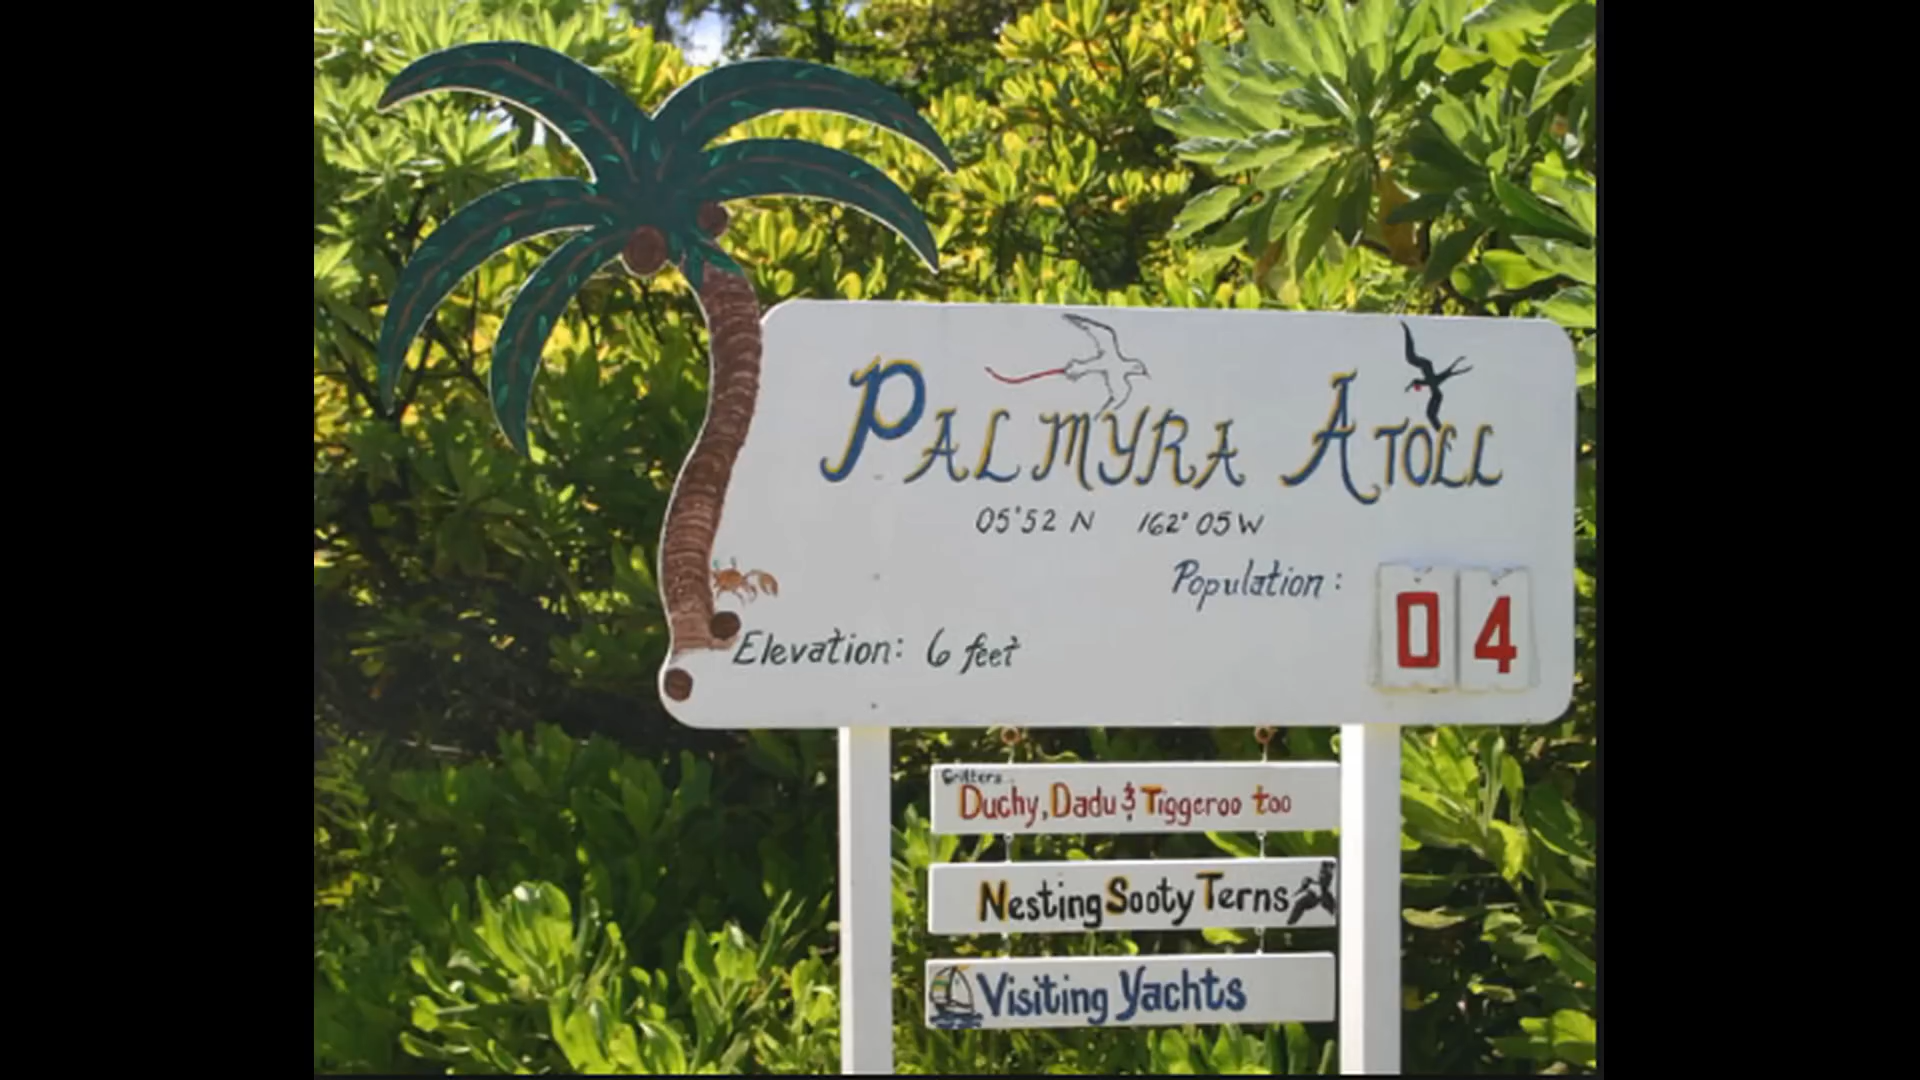 PALMYRA ATOLL
05°52 N 162° 05 W
Population: 04
Elevation: 6 feet
Critters...
Duchy, Dadu & Tiggeroo too
Nesting Sooty Terns
Visiting Yachts